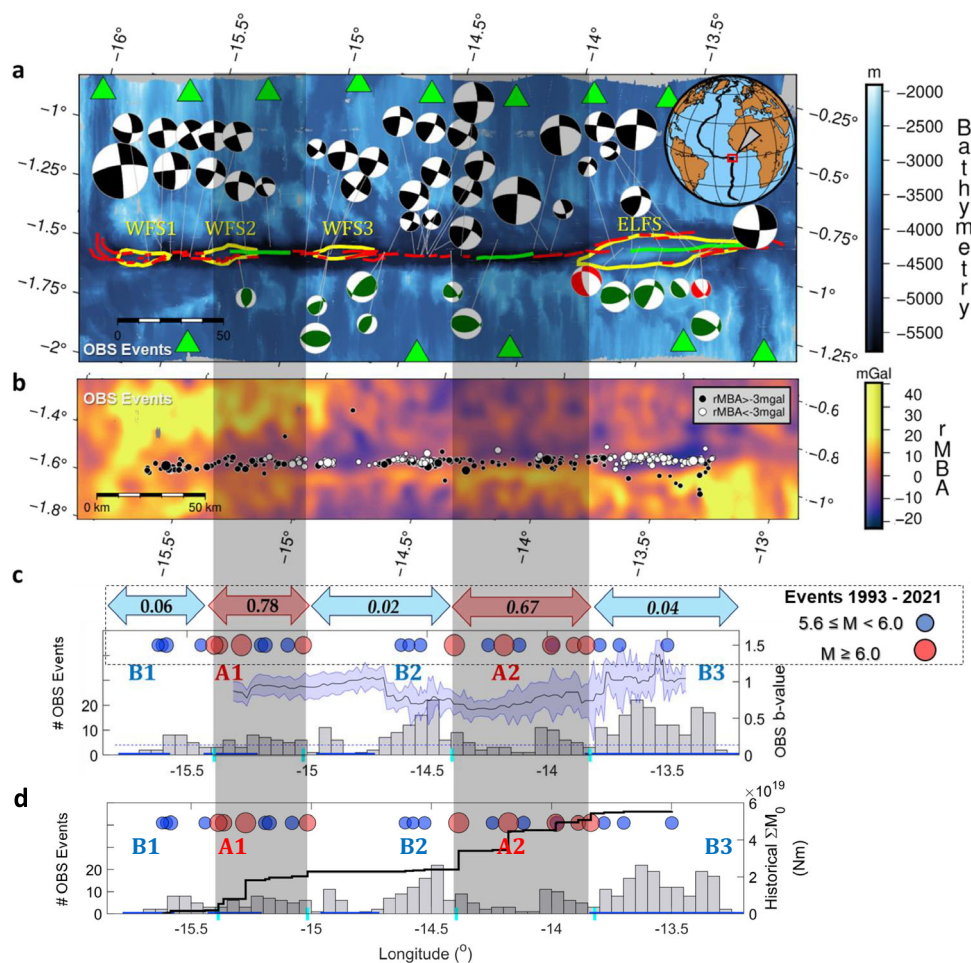 −16°
−15.5°
−15°
−14.5°
−14°
−13.5°
a
−1°
−1.25°
−1.5°
−1.75°
−2°
WFS1
WFS2
WFS3
ELFS
0
50
OBS Events
−0.25°
−0.5°
−0.75°
−1°
−1.25°
m
−2000
−2500
−3000
−3500
−4000
−4500
−5000
−5500
Bathymetry
b
OBS Events
rMBA>-3mgal
rMBA<-3mgal
−1.4°
−1.6°
−1.8°
−0.6°
−0.8°
−1°
0 km
50 km
mGal
40
30
20
10
0
−10
−20
rMBA
−15.5°
−15°
−14.5°
−14°
−13.5°
−13°
c
0.06
0.78
0.02
0.67
0.04
Events 1993 - 2021
5.6 ≤ M < 6.0
M ≥ 6.0
B1
A1
B2
A2
B3
# OBS Events
20
10
0
1.5
1
0.5
0
OBS b-value
-15.5
-15
-14.5
-14
-13.5
d
×10^19
B1
A1
B2
A2
B3
# OBS Events
20
10
0
6
4
2
0
Historical ΣM₀
(Nm)
-15.5
-15
-14.5
-14
-13.5
Longitude (°)